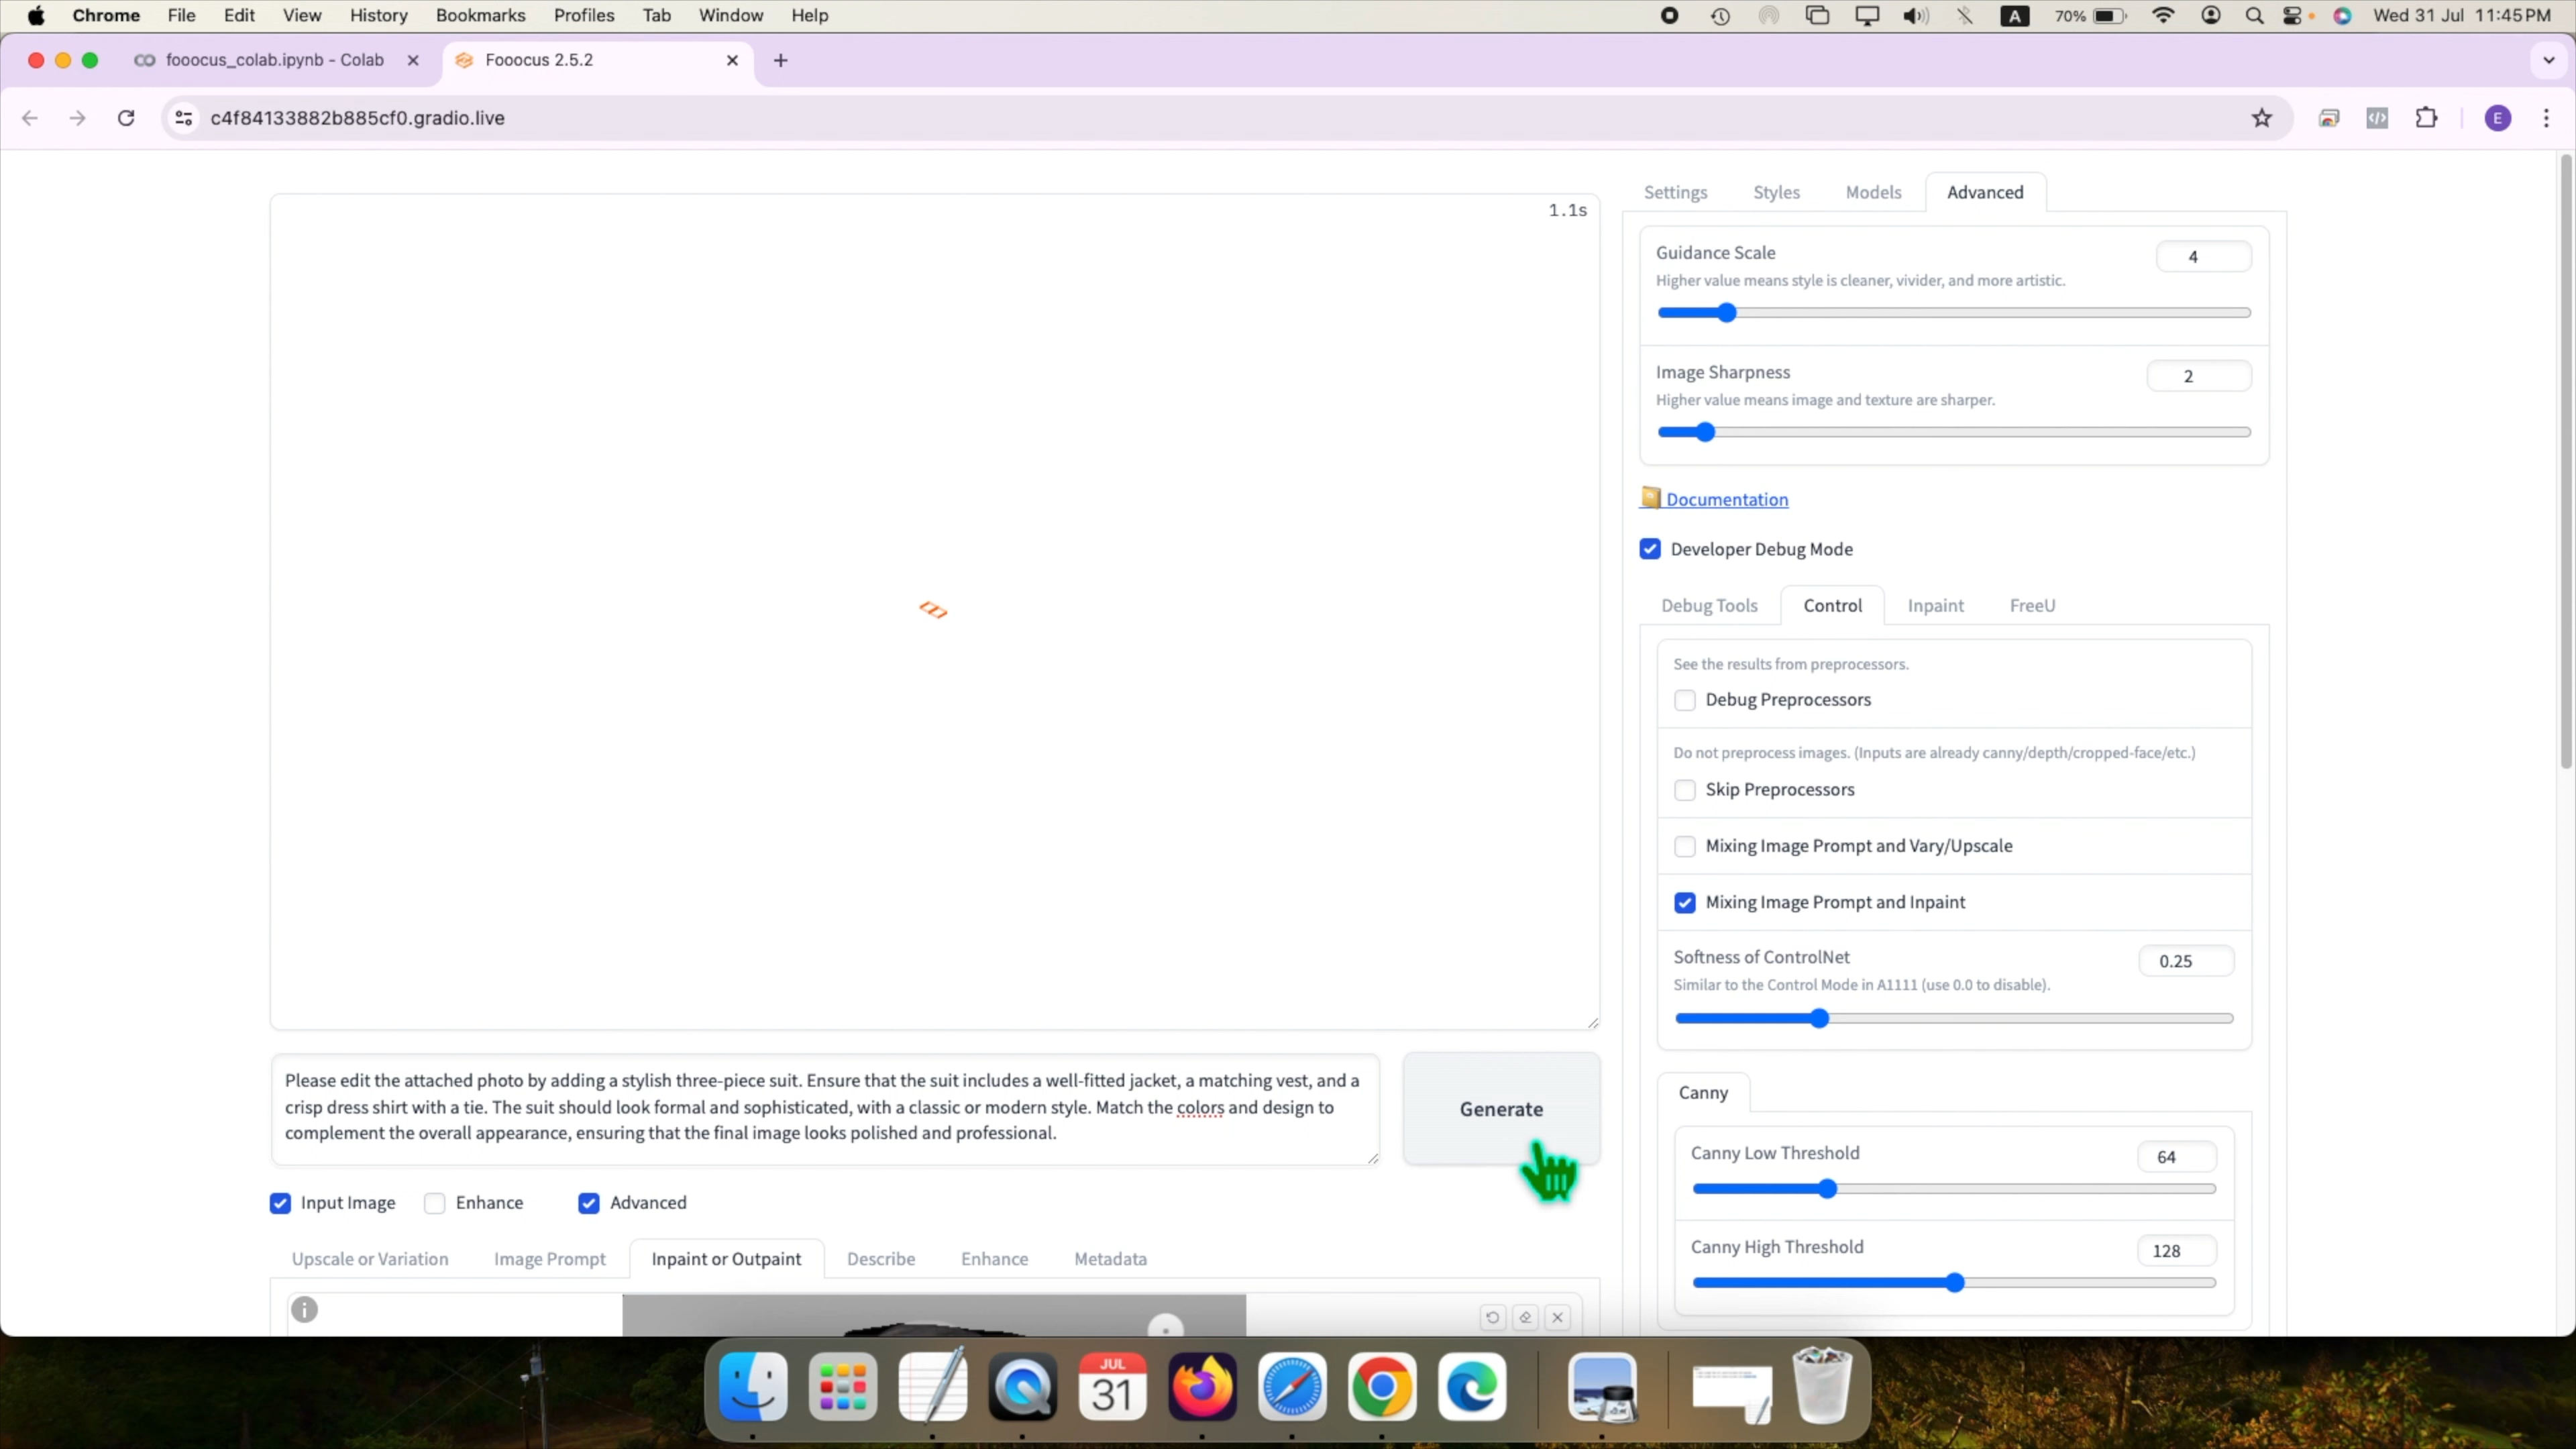 Chrome File Edit View History Bookmarks Profiles Tab Window Help A 70% Wed 31 Jul 11:45 PM
fooocus_colab.ipynb - Colab Fooocus 2.5.2
c4f84133882b885cf0.gradio.live E
1.1s
Please edit the attached photo by adding a stylish three-piece suit. Ensure that the suit includes a well-fitted jacket, a matching vest, and a
crisp dress shirt with a tie. The suit should look formal and sophisticated, with a classic or modern style. Match the colors and design to
complement the overall appearance, ensuring that the final image looks polished and professional.
Generate
Input Image Enhance Advanced
Upscale or Variation Image Prompt Inpaint or Outpaint Describe Enhance Metadata
Settings Styles Models Advanced
Guidance Scale 4
Higher value means style is cleaner, vivider, and more artistic.
Image Sharpness 2
Higher value means image and texture are sharper.
Documentation
Developer Debug Mode
Debug Tools Control Inpaint FreeU
See the results from preprocessors.
Debug Preprocessors
Do not preprocess images. (Inputs are already canny/depth/cropped-face/etc.)
Skip Preprocessors
Mixing Image Prompt and Vary/Upscale
Mixing Image Prompt and Inpaint
Softness of ControlNet 0.25
Similar to the Control Mode in A1111 (use 0.0 to disable).
Canny
Canny Low Threshold 64
Canny High Threshold 128
JUL
31